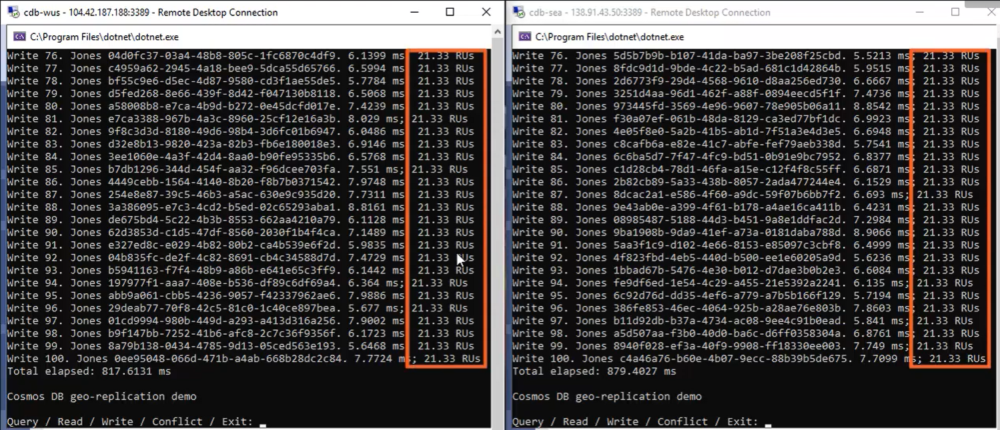 cdb-wus - 104.42.187.188:3389 - Remote Desktop Connection
C:\Program Files\dotnet\dotnet.exe
Write 76. Jones 04d0fc37-03a4-48b8-805c-1fc6870c4df9. 6.1399 ms; 21.33 RUs
Write 77. Jones c4959a62-2945-4a18-bee9-5dca55d65766. 6.5994 ms; 21.33 RUs
Write 78. Jones bf55c9e6-d5ec-4d87-9580-cd3f1ae55de5. 5.7784 ms; 21.33 RUs
Write 79. Jones d5fed268-8e66-439f-8d42-f047130b8118. 6.5068 ms; 21.33 RUs
Write 80. Jones a58008b8-e7ca-4b9d-b272-0e45dcfd017e. 7.4239 ms; 21.33 RUs
Write 81. Jones e7ca3388-967b-4a3c-8960-25cf12e16a3b. 8.029 ms; 21.33 RUs
Write 82. Jones 9f8c3d3d-8180-49d6-98b4-3d6fc01b6947. 6.0486 ms; 21.33 RUs
Write 83. Jones d32e8b13-9820-423a-82b3-fb6e180018e3. 6.9146 ms; 21.33 RUs
Write 84. Jones 3ee1060e-4a3f-42d4-8aa0-b90fe95335b6. 6.5768 ms; 21.33 RUs
Write 85. Jones b7db1296-344d-454f-aa32-f96dcee703fa. 7.551 ms; 21.33 RUs
Write 86. Jones 4449cebb-1564-4140-8b20-f8b7b0371542. 7.9748 ms; 21.33 RUs
Write 87. Jones 254e8e87-39c5-46b3-a5ac-630e9c935d20. 7.7311 ms; 21.33 RUs
Write 88. Jones 3a386095-e7c3-4cd2-b5ed-02c65293aba1. 8.8161 ms; 21.33 RUs
Write 89. Jones de675bd4-5c22-4b3b-8553-662aa4210a79. 6.1128 ms; 21.33 RUs
Write 90. Jones 62d3853d-c1d5-47df-8560-2030f1b4f4ca. 7.1489 ms; 21.33 RUs
Write 91. Jones e327ed8c-e029-4b82-80b2-ca4b539e6f2d. 5.9835 ms; 21.33 RUs
Write 92. Jones 04b835fc-de2f-4c82-8691-cb4c34588d7d. 7.4729 ms; 21.33 RUs
Write 93. Jones b5941163-f7f4-48b9-a86b-e641e65c3ff9. 6.1442 ms; 21.33 RUs
Write 94. Jones 197977f1-aaa7-408e-b536-df89c6df69a4. 6.364 ms; 21.33 RUs
Write 95. Jones abb9a061-cbb5-4236-9057-f42337962ae6. 7.9886 ms; 21.33 RUs
Write 96. Jones 29deab77-70f8-42c5-81c0-1c40ce897bea. 5.677 ms; 21.33 RUs
Write 97. Jones 01cd9994-980b-449d-a293-a413d316a256. 7.9002 ms; 21.33 RUs
Write 98. Jones b9f147bb-7252-41b6-afc8-2c7c36f9356f. 6.1723 ms; 21.33 RUs
Write 99. Jones 8a79b138-0434-4785-9d13-05ced563e193. 5.6468 ms; 21.33 RUs
Write 100. Jones 0ee95048-066d-471b-a4ab-668b28dc2c84. 7.7724 ms; 21.33 RUs
Total elapsed: 817.6131 ms
Cosmos DB geo-replication demo
Query / Read / Write / Conflict / Exit:
cdb-sea - 138.91.43.50:3389 - Remote Desktop Connection
C:\Program Files\dotnet\dotnet.exe
Write 76. Jones 5d5b7b9b-b107-41da-ba97-3be208f25cbd. 5.5213 ms; 21.33 RUs
Write 77. Jones 8fdc9d1d-9bde-4c22-b5ad-681c1d42864b. 5.9515 ms; 21.33 RUs
Write 78. Jones 2d6773f9-29d4-4568-9610-d8aa256ed730. 6.6667 ms; 21.33 RUs
Write 79. Jones 3251d4aa-96d1-462f-a88f-0894eecd5f1f. 7.4736 ms; 21.33 RUs
Write 80. Jones 973445fd-3569-4e96-9607-78e905b06a11. 8.8542 ms; 21.33 RUs
Write 81. Jones f30a07ef-061b-48da-8129-ca3ed77bf1dc. 6.9923 ms; 21.33 RUs
Write 82. Jones 4e05f8e0-5a2b-41b5-ab1d-7f51a3e4d3e5. 6.6948 ms; 21.33 RUs
Write 83. Jones c8cafb6a-e82e-41c7-abfe-fef79aeb338d. 5.7541 ms; 21.33 RUs
Write 84. Jones 6c6ba5d7-7f47-4fc9-bd51-0b91e9bc7952. 6.8377 ms; 21.33 RUs
Write 85. Jones c1d28cb4-78d1-46fa-a15e-c12f4f8c55ff. 6.6871 ms; 21.33 RUs
Write 86. Jones 2b82cb89-5a33-438b-8057-2ada477244e4. 6.1529 ms; 21.33 RUs
Write 87. Jones 8dcac2a1-e586-4f60-a9dc-59f07b6bb7f2. 6.693 ms; 21.33 RUs
Write 88. Jones 9e43ab0e-a399-4f61-b178-a4ae16ca411b. 6.4231 ms; 21.33 RUs
Write 89. Jones 08985487-5188-44d3-b451-9a8e1ddfac2d. 7.2984 ms; 21.33 RUs
Write 90. Jones 9ba1908b-9da9-41ef-a73a-0181daba788d. 8.9066 ms; 21.33 RUs
Write 91. Jones 5aa3f1c9-d102-4e66-8153-e85097c3cbf8. 6.4999 ms; 21.33 RUs
Write 92. Jones 4f823fbd-4eb5-440d-b500-ee1e60205a9d. 5.6236 ms; 21.33 RUs
Write 93. Jones 1bbad67b-5476-4e30-b012-d7dae3b0b2e3. 6.6084 ms; 21.33 RUs
Write 94. Jones fe9df6ed-1e54-4c29-a455-21e5392a2241. 6.135 ms; 21.33 RUs
Write 95. Jones 6c92d76d-dd35-4ef6-a779-a7b5b166f129. 5.7194 ms; 21.33 RUs
Write 96. Jones 386fe853-46ec-4064-925b-a28ae76e803b. 7.8603 ms; 21.33 RUs
Write 97. Jones b11d92db-b37a-4734-ac08-9ee4c91b0ead. 5.841 ms; 21.33 RUs
Write 98. Jones a5d507aa-f3b0-40d0-ba6c-d6ff0358304a. 6.8761 ms; 21.33 RUs
Write 99. Jones 8940f028-ef3a-40f9-9908-ff18330ee003. 7.749 ms; 21.33 RUs
Write 100. Jones c4a46a76-b60e-4b07-9ecc-88b39b5de675. 7.7099 ms; 21.33 RUs
Total elapsed: 879.4027 ms
Cosmos DB geo-replication demo
Query / Read / Write / Conflict / Exit: